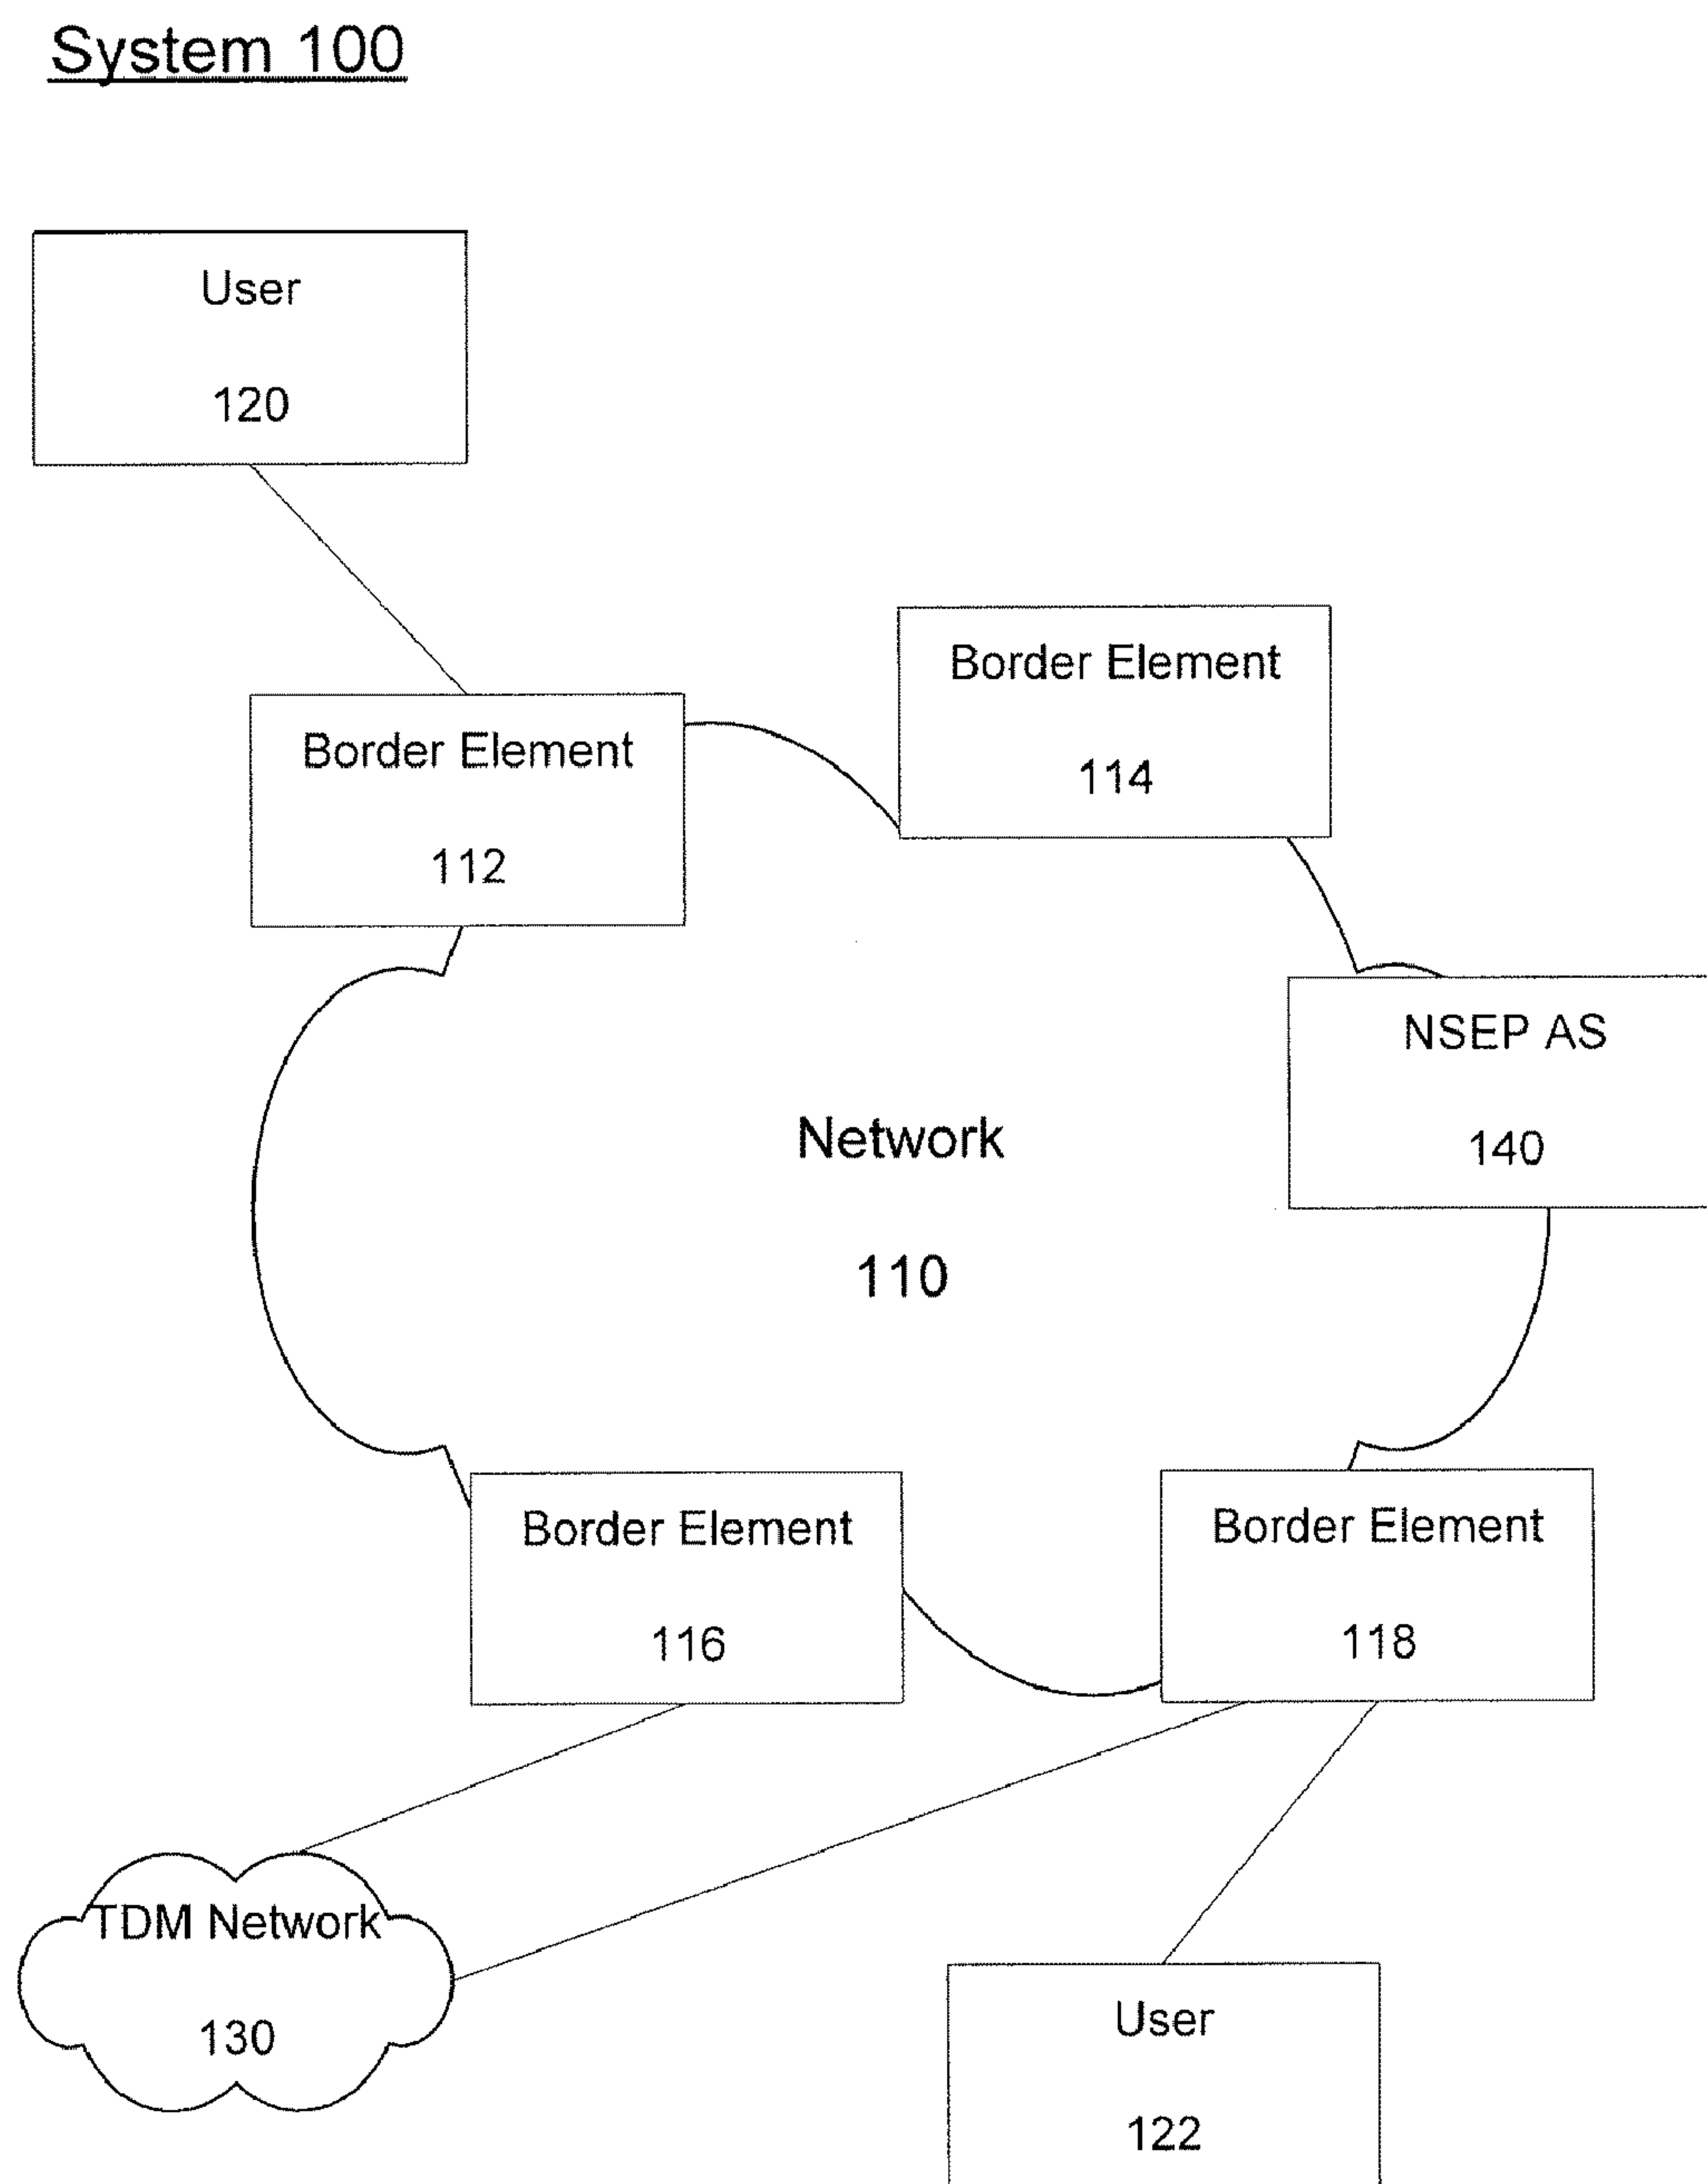 System 100
User
120
Border Element
114
Border Element
112
NSEP AS
140
Network
110
Border Element
116
Border Element
118
TDM Network
130
User
122